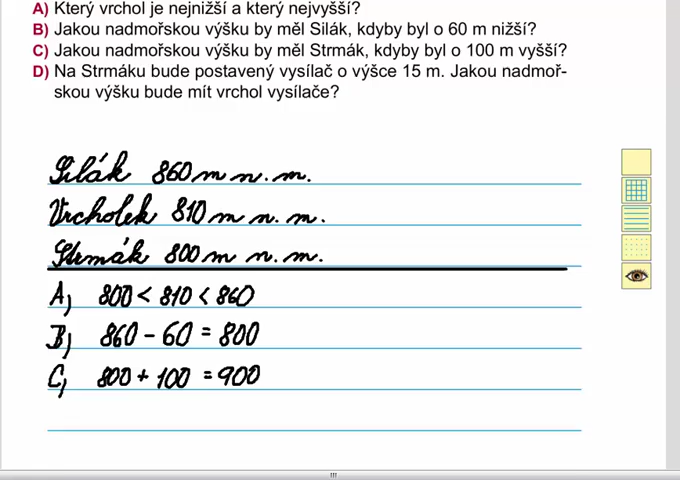 A) Který vrchol je nejnižší a který nejvyšší?
B) Jakou nadmořskou výšku by měl Silák, kdyby byl o 60 m nižší?
C) Jakou nadmořskou výšku by měl Strmák, kdyby byl o 100 m vyšší?
D) Na Strmáku bude postavený vysílač o výšce 15 m. Jakou nadmoř-
skou výšku bude mít vrchol vysílače?
Silák 860 m n. m.
Vrcholek 810 m n. m.
Strmák 800 m n. m.
A) 800 < 810 < 860
B) 860 - 60 = 800
C) 800 + 100 = 900